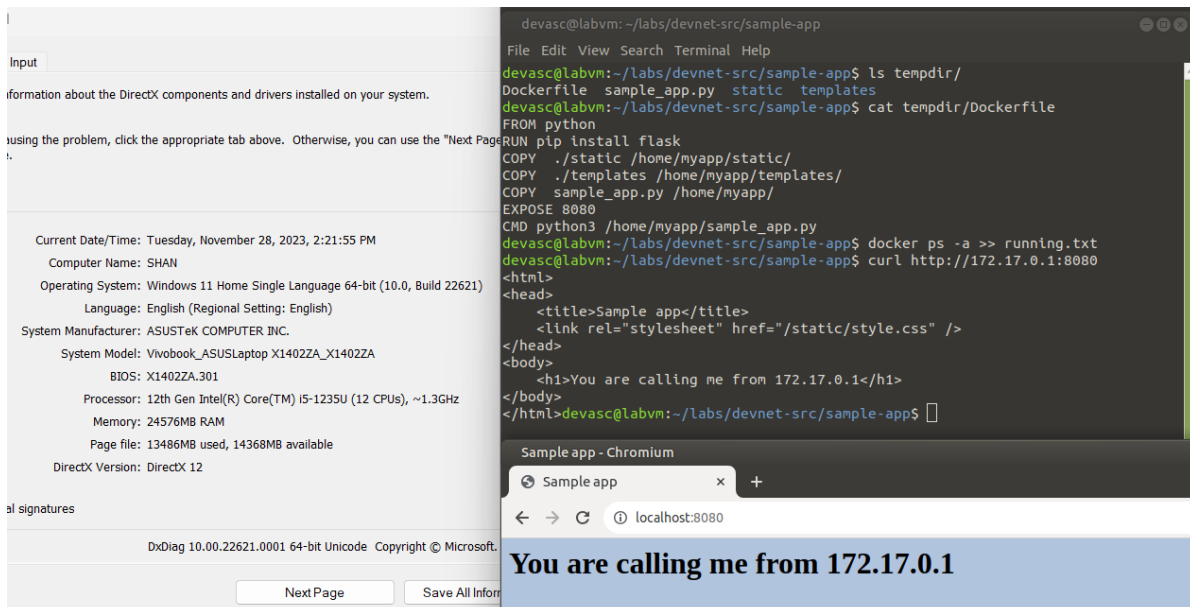 Input
nformation about the DirectX components and drivers installed on your system.
ausing the problem, click the appropriate tab above.  Otherwise, you can use the "Next Page
e.
Current Date/Time: Tuesday, November 28, 2023, 2:21:55 PM
Computer Name: SHAN
Operating System: Windows 11 Home Single Language 64-bit (10.0, Build 22621)
Language: English (Regional Setting: English)
System Manufacturer: ASUSTeK COMPUTER INC.
System Model: Vivobook_ASUSLaptop X1402ZA_X1402ZA
BIOS: X1402ZA.301
Processor: 12th Gen Intel(R) Core(TM) i5-1235U (12 CPUs), ~1.3GHz
Memory: 24576MB RAM
Page file: 13486MB used, 14368MB available
DirectX Version: DirectX 12
al signatures
DxDiag 10.00.22621.0001 64-bit Unicode  Copyright © Microsoft.
Next Page
Save All Inforr
devasc@labvm: ~/labs/devnet-src/sample-app
File  Edit  View  Search  Terminal  Help
devasc@labvm:~/labs/devnet-src/sample-app$ ls tempdir/
Dockerfile  sample_app.py  static  templates
devasc@labvm:~/labs/devnet-src/sample-app$ cat tempdir/Dockerfile
FROM python
RUN pip install flask
COPY  ./static /home/myapp/static/
COPY  ./templates /home/myapp/templates/
COPY  sample_app.py /home/myapp/
EXPOSE 8080
CMD python3 /home/myapp/sample_app.py
devasc@labvm:~/labs/devnet-src/sample-app$ docker ps -a >> running.txt
devasc@labvm:~/labs/devnet-src/sample-app$ curl http://172.17.0.1:8080
<html>
<head>
    <title>Sample app</title>
    <link rel="stylesheet" href="/static/style.css" />
</head>
<body>
    <h1>You are calling me from 172.17.0.1</h1>
</body>
</html>devasc@labvm:~/labs/devnet-src/sample-app$
Sample app - Chromium
Sample app
localhost:8080
You are calling me from 172.17.0.1